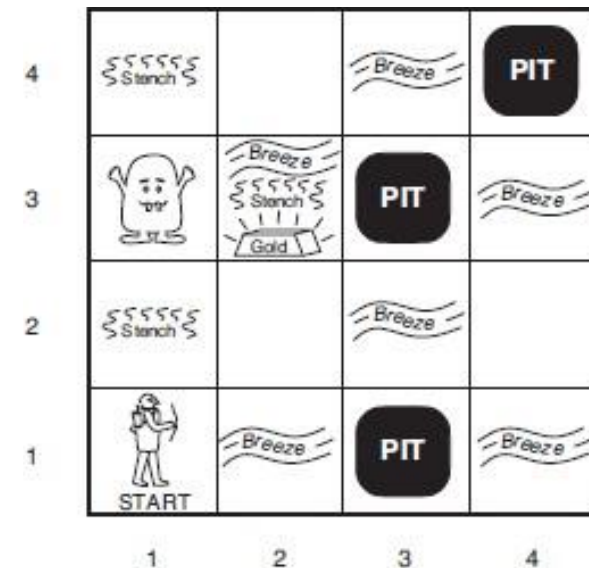 4
Stench
Breeze
PIT
3
Breeze
Stench
Gold
PIT
Breeze
2
Stench
Breeze
1
START
Breeze
PIT
Breeze
1 2 3 4